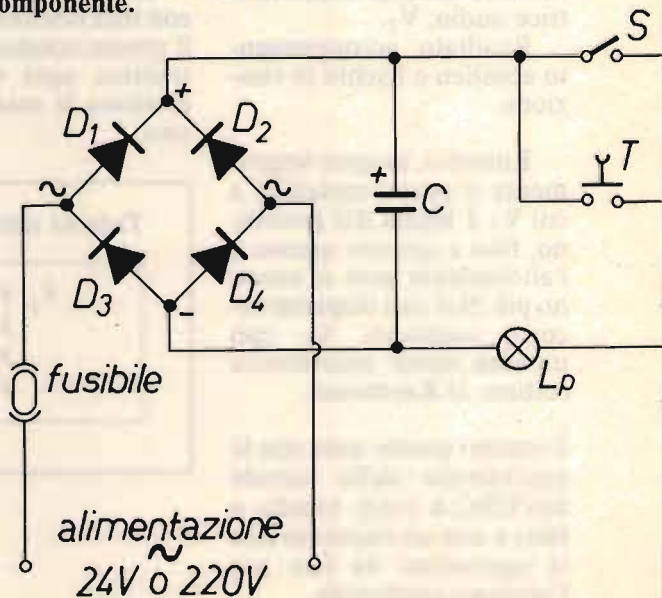 componente.
S
+
D₁
D₂
T
~
~
+
C
D₃
D₄
-
fusibile
Lp
alimentazione
~
24V o 220V